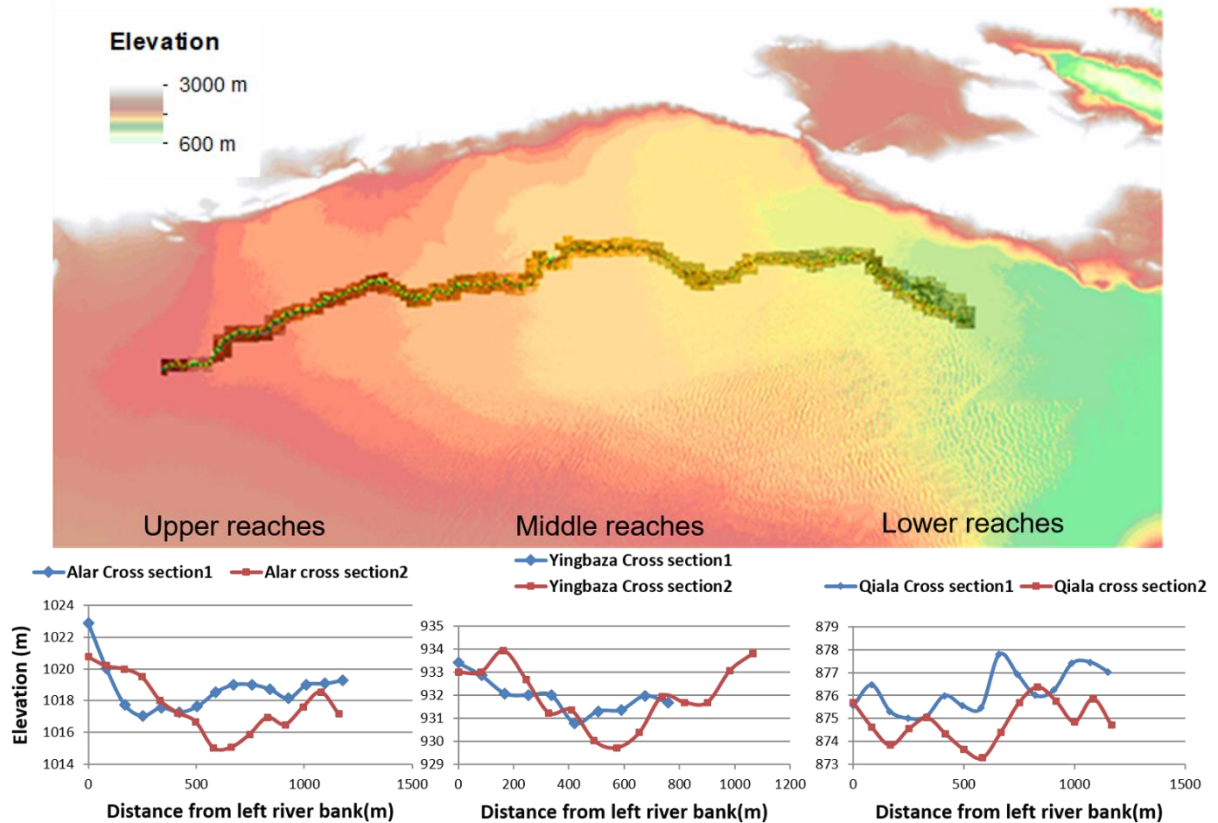 Elevation
3000 m
600 m
Upper reaches
Middle reaches
Lower reaches
Alar Cross section1
Alar cross section2
Yingbaza Cross section1
Yingbaza Cross section2
Qiala Cross section1
Qiala cross section2
Elevation (m)
1024
1022
1020
1018
1016
1014
0
500
1000
1500
Distance from left river bank(m)
935
934
933
932
931
930
929
0
200
400
600
800
1000
1200
Distance from left river bank(m)
879
878
877
876
875
874
873
0
500
1000
1500
Distance from left river bank(m)